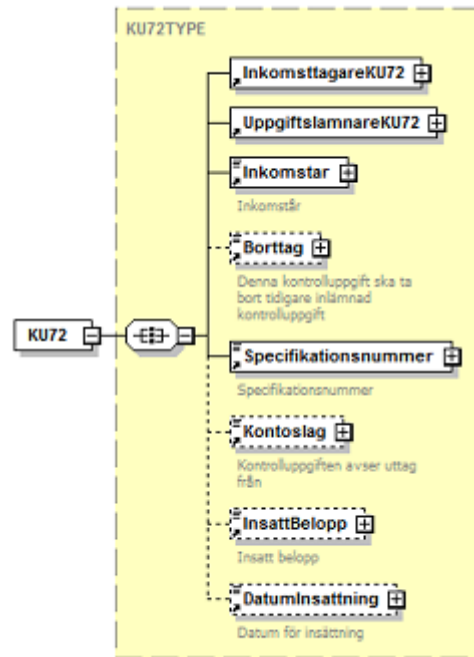 KU72TYPE
InkomsttagareKU72
UppgiftslamnareKU72
Inkomstar
Inkomstår
Borttag
Denna kontrolluppgift ska ta
bort tidigare inlämnad
kontrolluppgift
KU72
Specifikationsnummer
Specifikationsnummer
Kontoslag
Kontrolluppgiften avser uttag
från
InsattBelopp
Insatt belopp
DatumInsattning
Datum för insättning